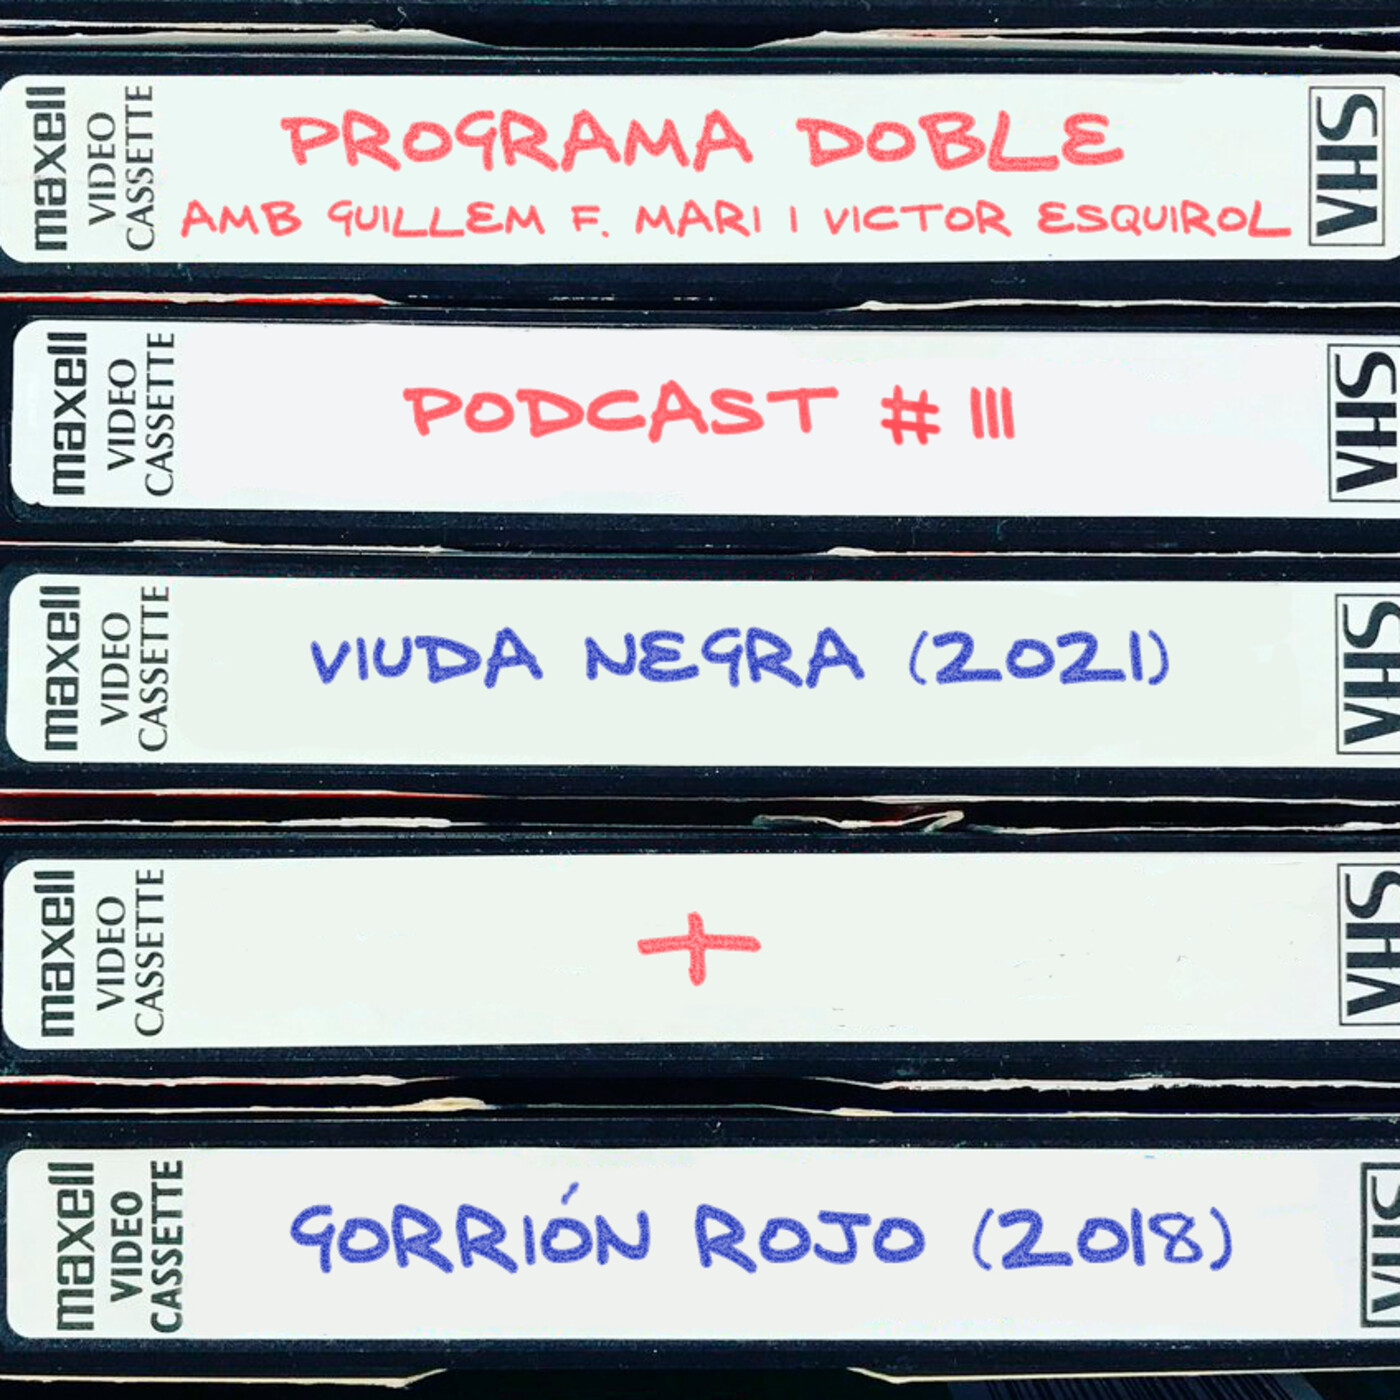 maxell
VIDEO
CASSETTE
PROGRAMA DOBLE
AMB GUILLEM F. MARI I VICTOR ESQUIROL
VHS
maxell
VIDEO
CASSETTE
PODCAST # 111
VHS
maxell
VIDEO
CASSETTE
VIUDA NEGRA (2021)
VHS
maxell
VIDEO
CASSETTE
+
VHS
maxell
VIDEO
CASSETTE
GORRIÓN ROJO (2018)
VHS